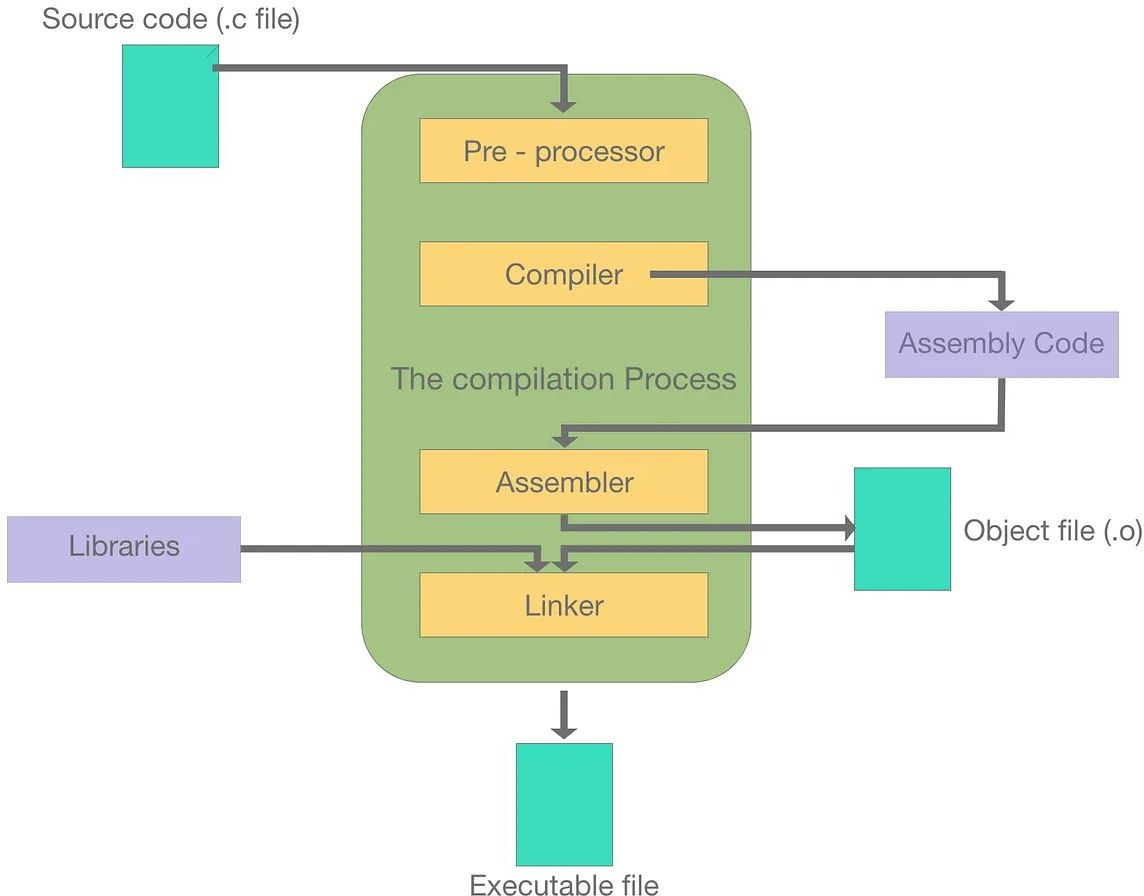 Source code (.c file)
Pre - processor
Compiler
Assembly Code
The compilation Process
Assembler
Object file (.o)
Libraries
Linker
Executable file